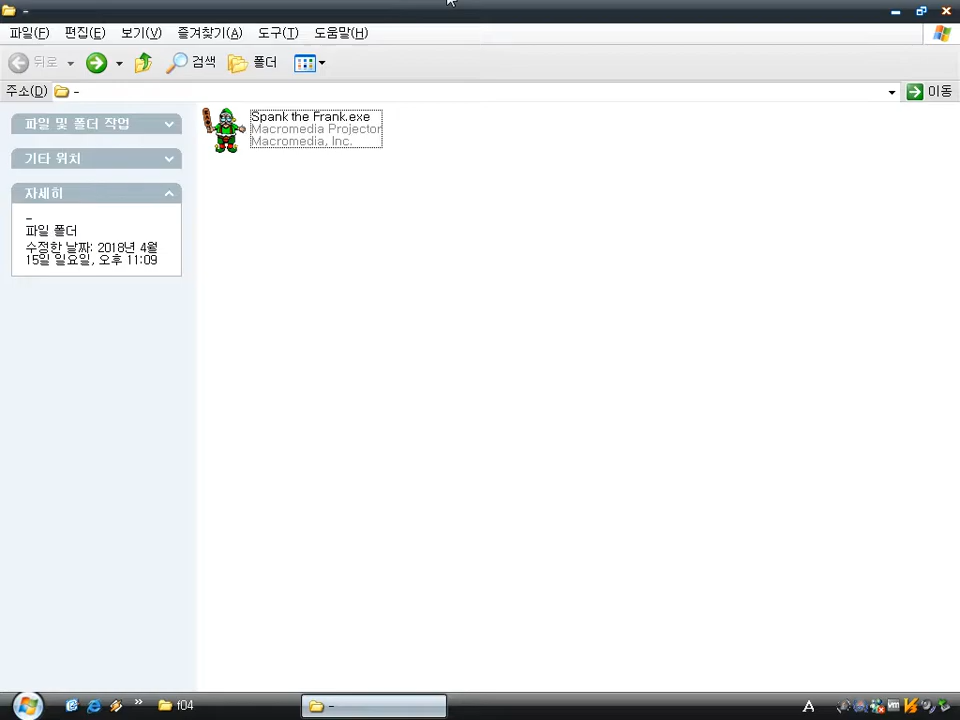 -
파일(F) 편집(E) 보기(V) 즐겨찾기(A) 도구(T) 도움말(H)
뒤로 검색 폴더
주소(D) - 이동
파일 및 폴더 작업
기타 위치
자세히
-
파일 폴더
수정한 날짜: 2018년 4월
15일 일요일, 오후 11:09
Spank the Frank.exe
Macromedia Projector
Macromedia, Inc.
» f04 - A